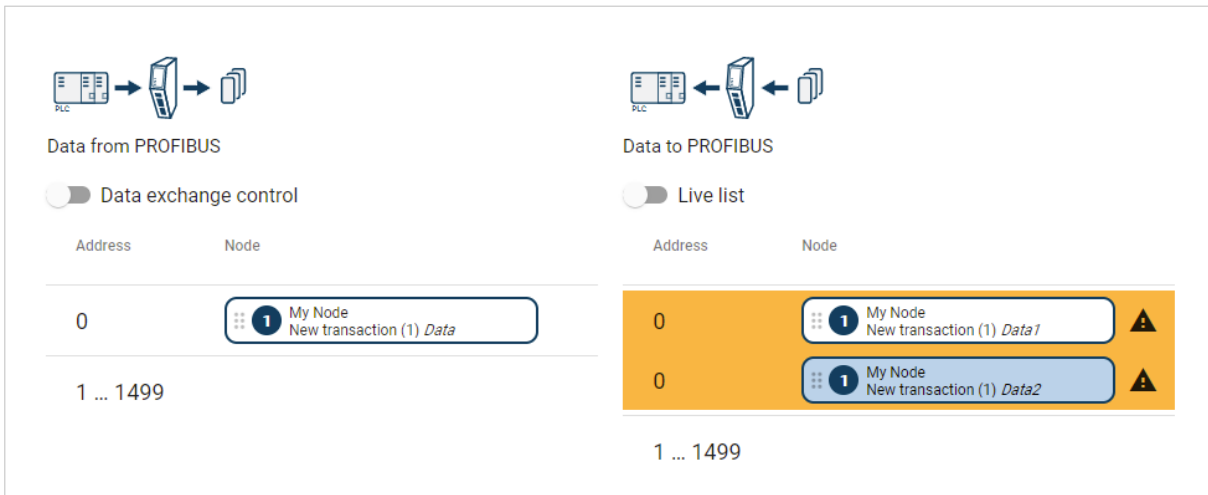 PLC
Data from PROFIBUS
Data exchange control
Address Node
0
1
My Node
New transaction (1) Data
1 ... 1499
PLC
Data to PROFIBUS
Live list
Address Node
0
1
My Node
New transaction (1) Data1
0
1
My Node
New transaction (1) Data2
1 ... 1499